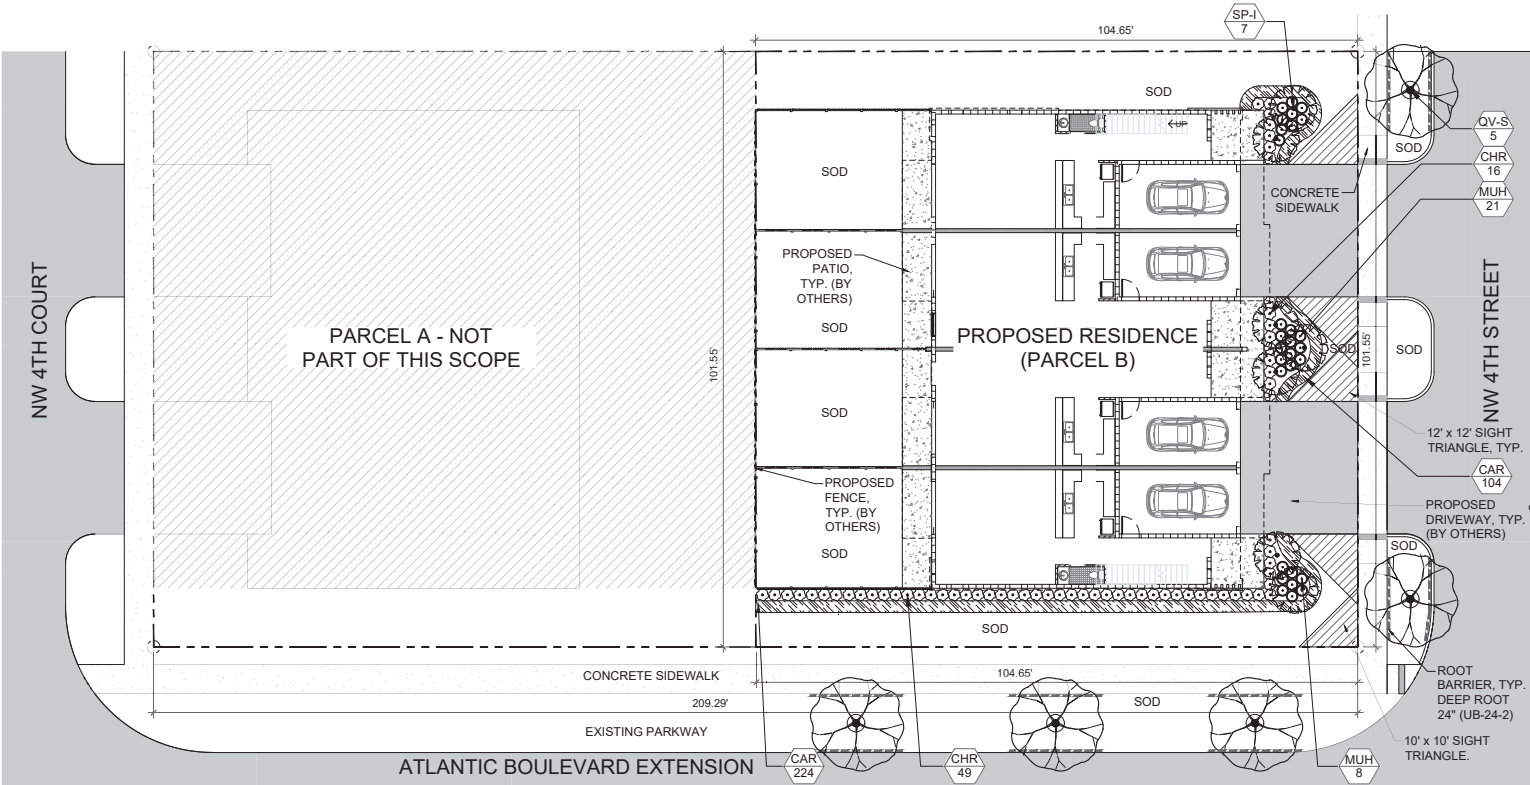 SP-I
7
104.65'
SOD
QV-S
5
SOD
CHR
16
MUH
21
UP
SOD
CONCRETE
SIDEWALK
PROPOSED
PATIO,
TYP. (BY
OTHERS)
SOD
NW 4TH COURT
PARCEL A - NOT
PART OF THIS SCOPE
101.55'
PROPOSED RESIDENCE
(PARCEL B)
SOD
101.55'
SOD
NW 4TH STREET
SOD
12' x 12' SIGHT
TRIANGLE, TYP.
CAR
104
PROPOSED
FENCE,
TYP. (BY
OTHERS)
SOD
PROPOSED
DRIVEWAY, TYP.
(BY OTHERS)
SOD
SOD
CONCRETE SIDEWALK
104.65'
209.29'
SOD
ROOT
BARRIER, TYP.
DEEP ROOT
24" (UB-24-2)
EXISTING PARKWAY
10' x 10' SIGHT
TRIANGLE.
ATLANTIC BOULEVARD EXTENSION
CAR
224
CHR
49
MUH
8